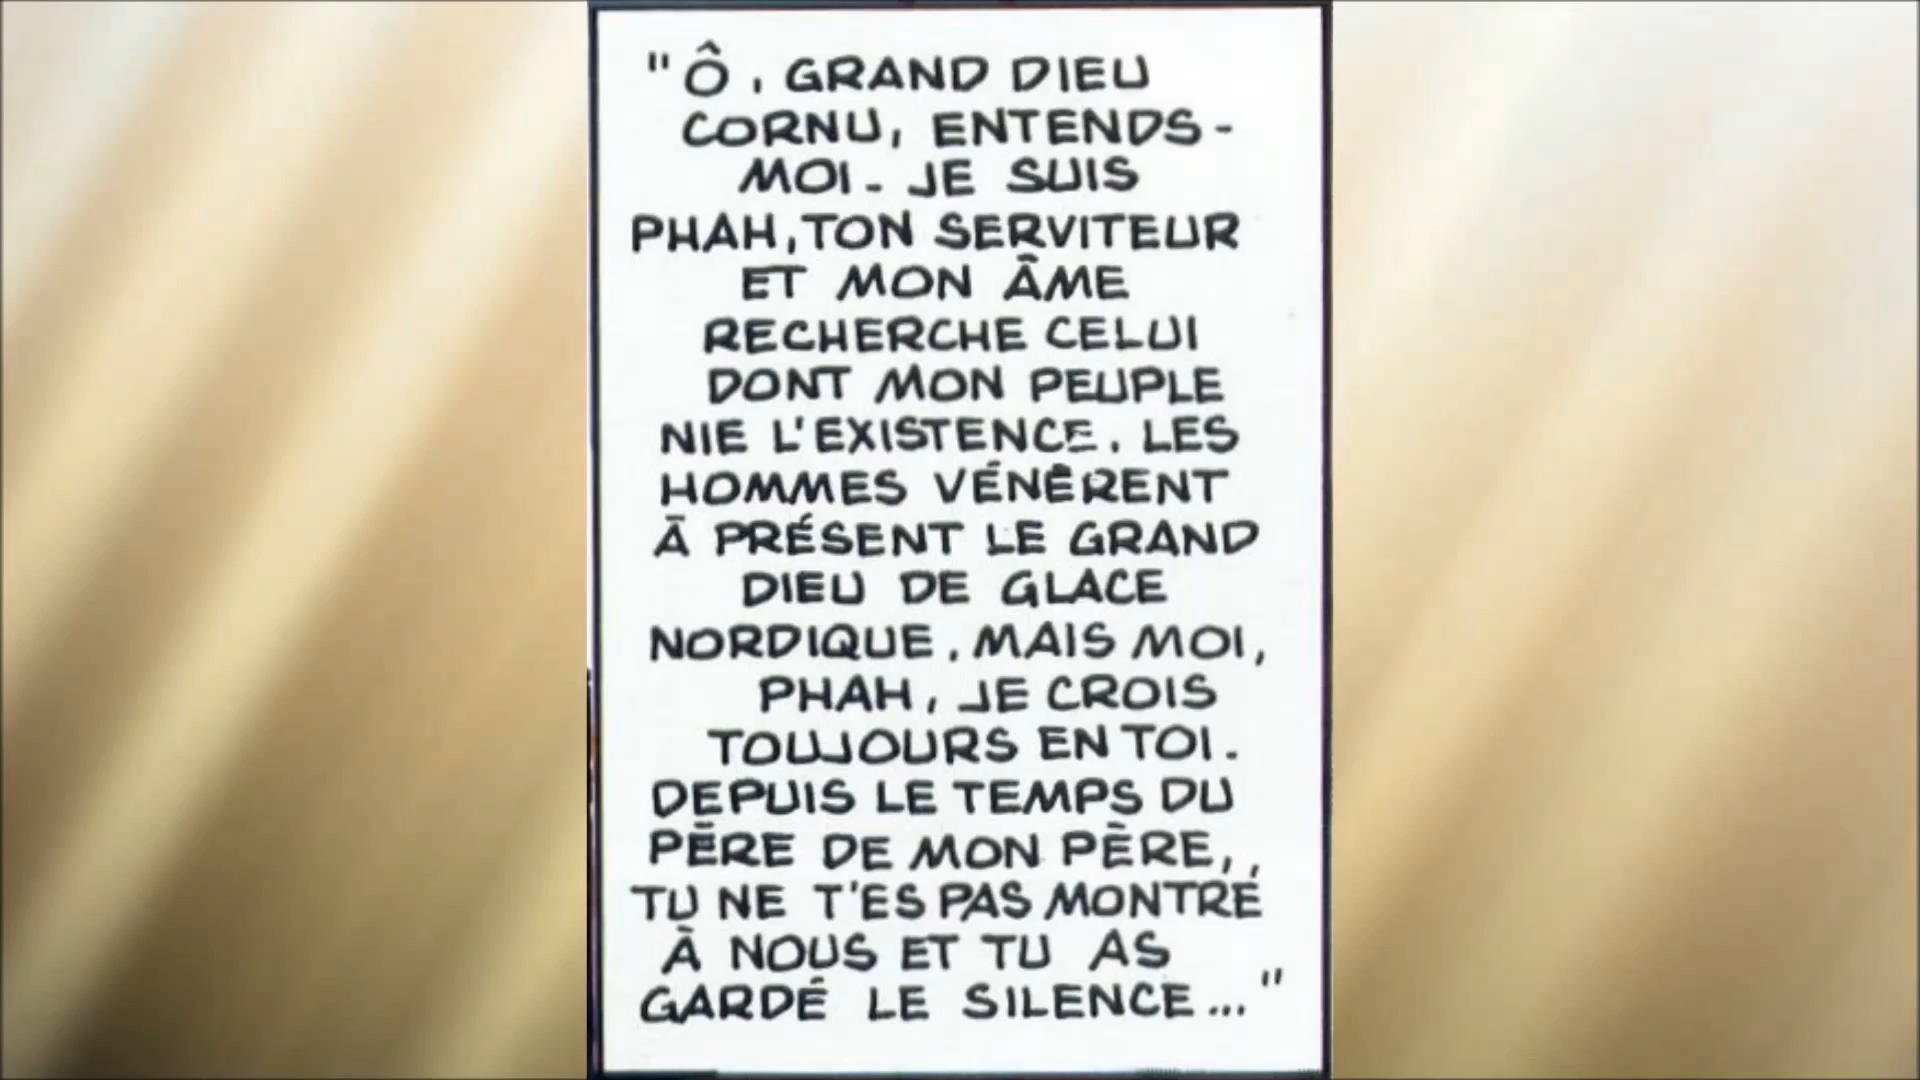 "Ô, GRAND DIEU
CORNU, ENTENDS-
MOI. JE SUIS
PHAH, TON SERVITEUR
ET MON ÂME
RECHERCHE CELUI
DONT MON PEUPLE
NIE L'EXISTENCE. LES
HOMMES VÉNÈRENT
À PRÉSENT LE GRAND
DIEU DE GLACE
NORDIQUE, MAIS MOI,
PHAH, JE CROIS
TOUJOURS EN TOI.
DEPUIS LE TEMPS DU
PÈRE DE MON PÈRE,
TU NE T'ES PAS MONTRÉ
À NOUS ET TU AS
GARDÉ LE SILENCE..."